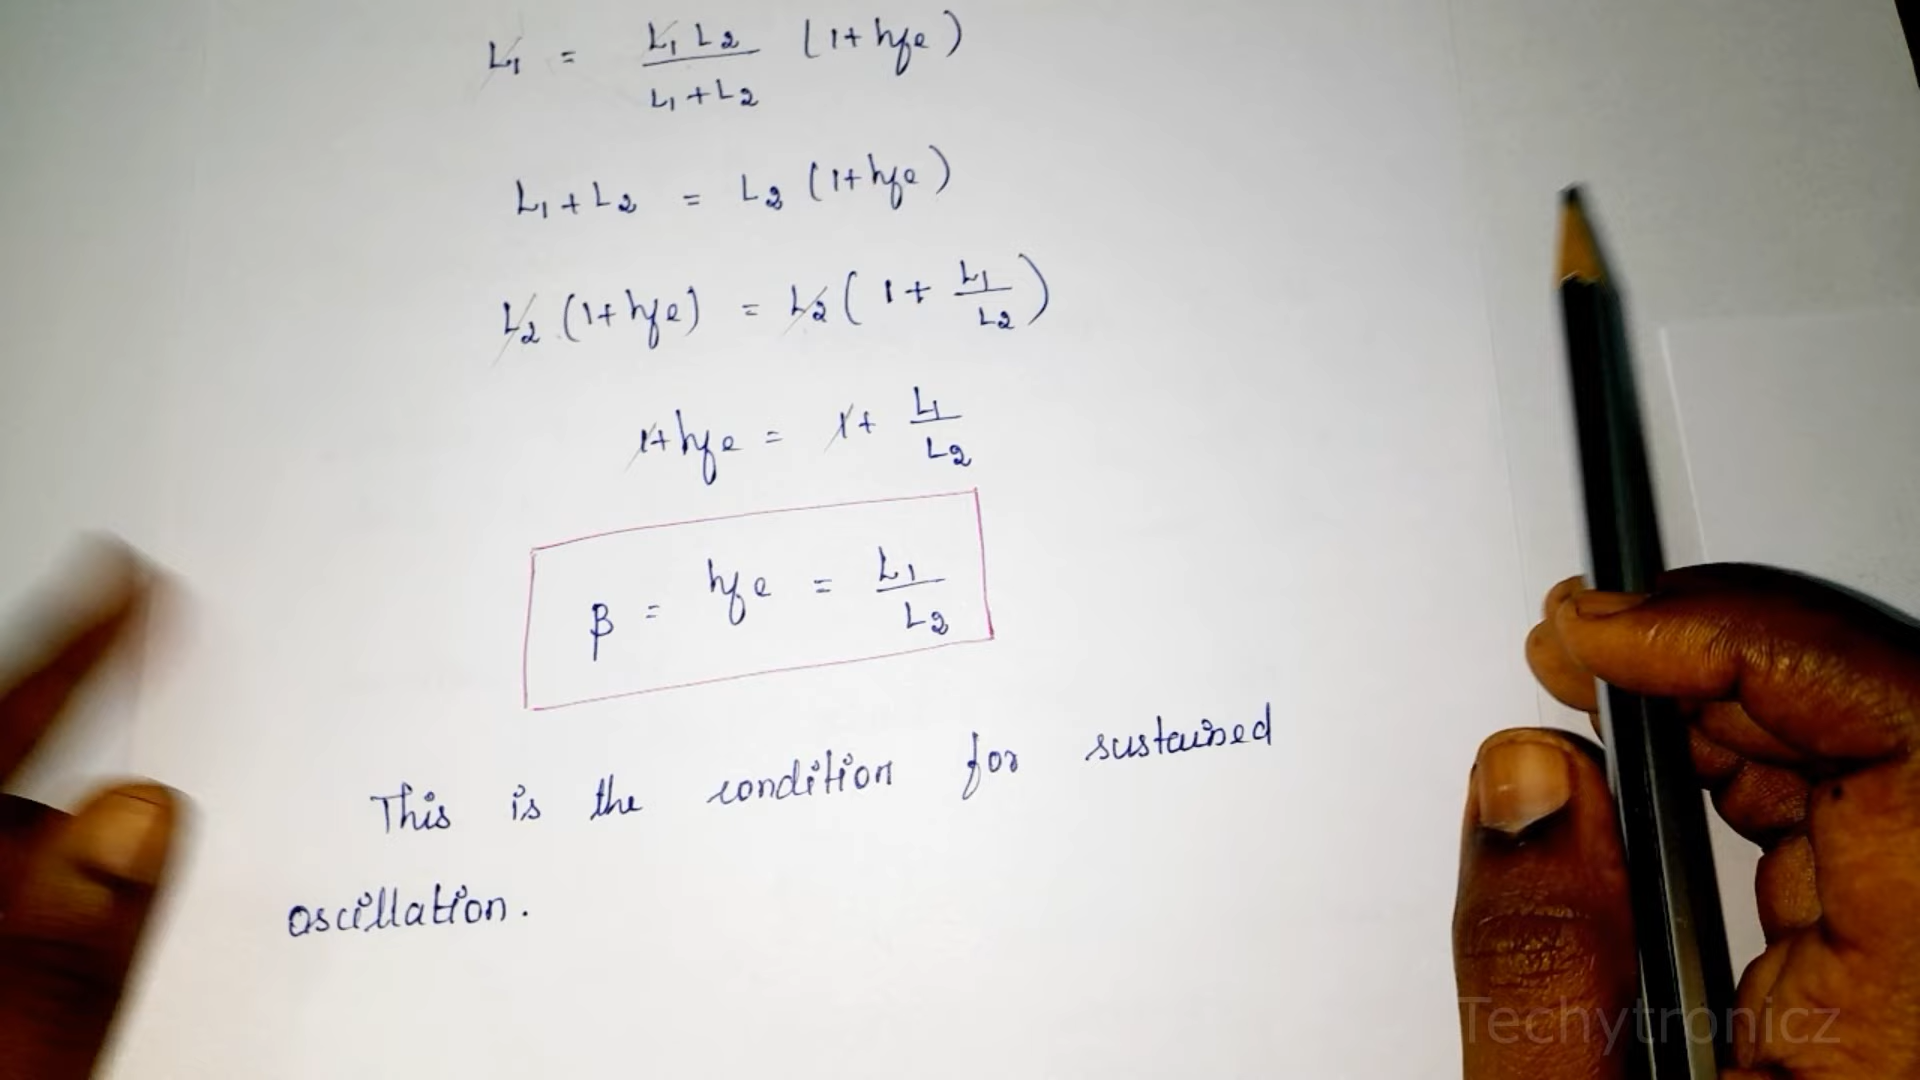 L₁ = L₁ L₂ / L₁ + L₂ (1 + hfe)
L₁ + L₂ = L₂ (1 + hfe)
L₂ (1 + hfe) = L₂ (1 + L₁ / L₂)
1 + hfe = 1 + L₁ / L₂
β = hfe = L₁ / L₂
This is the condition for sustained
oscillation.
Techytronicz